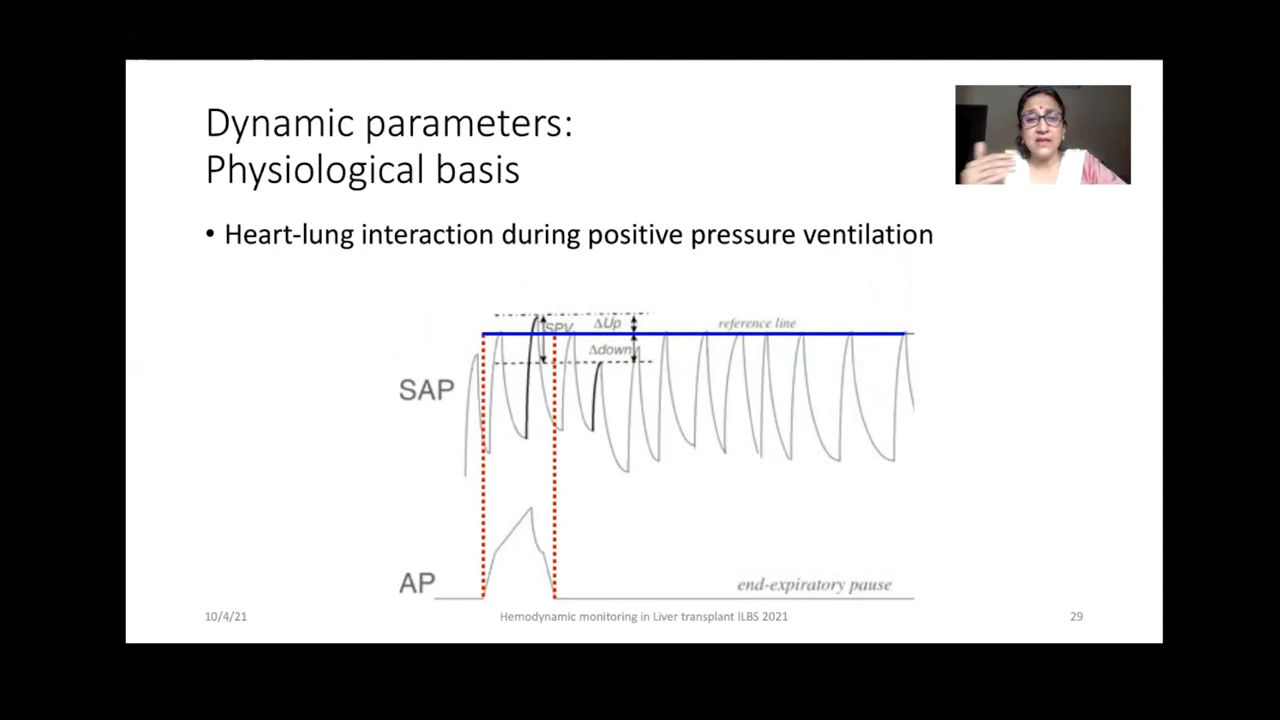 Dynamic parameters:
Physiological basis
• Heart-lung interaction during positive pressure ventilation
SPV
ΔUp
reference line
Δdown
SAP
AP
end-expiratory pause
10/4/21
Hemodynamic monitoring in Liver transplant ILBS 2021
29